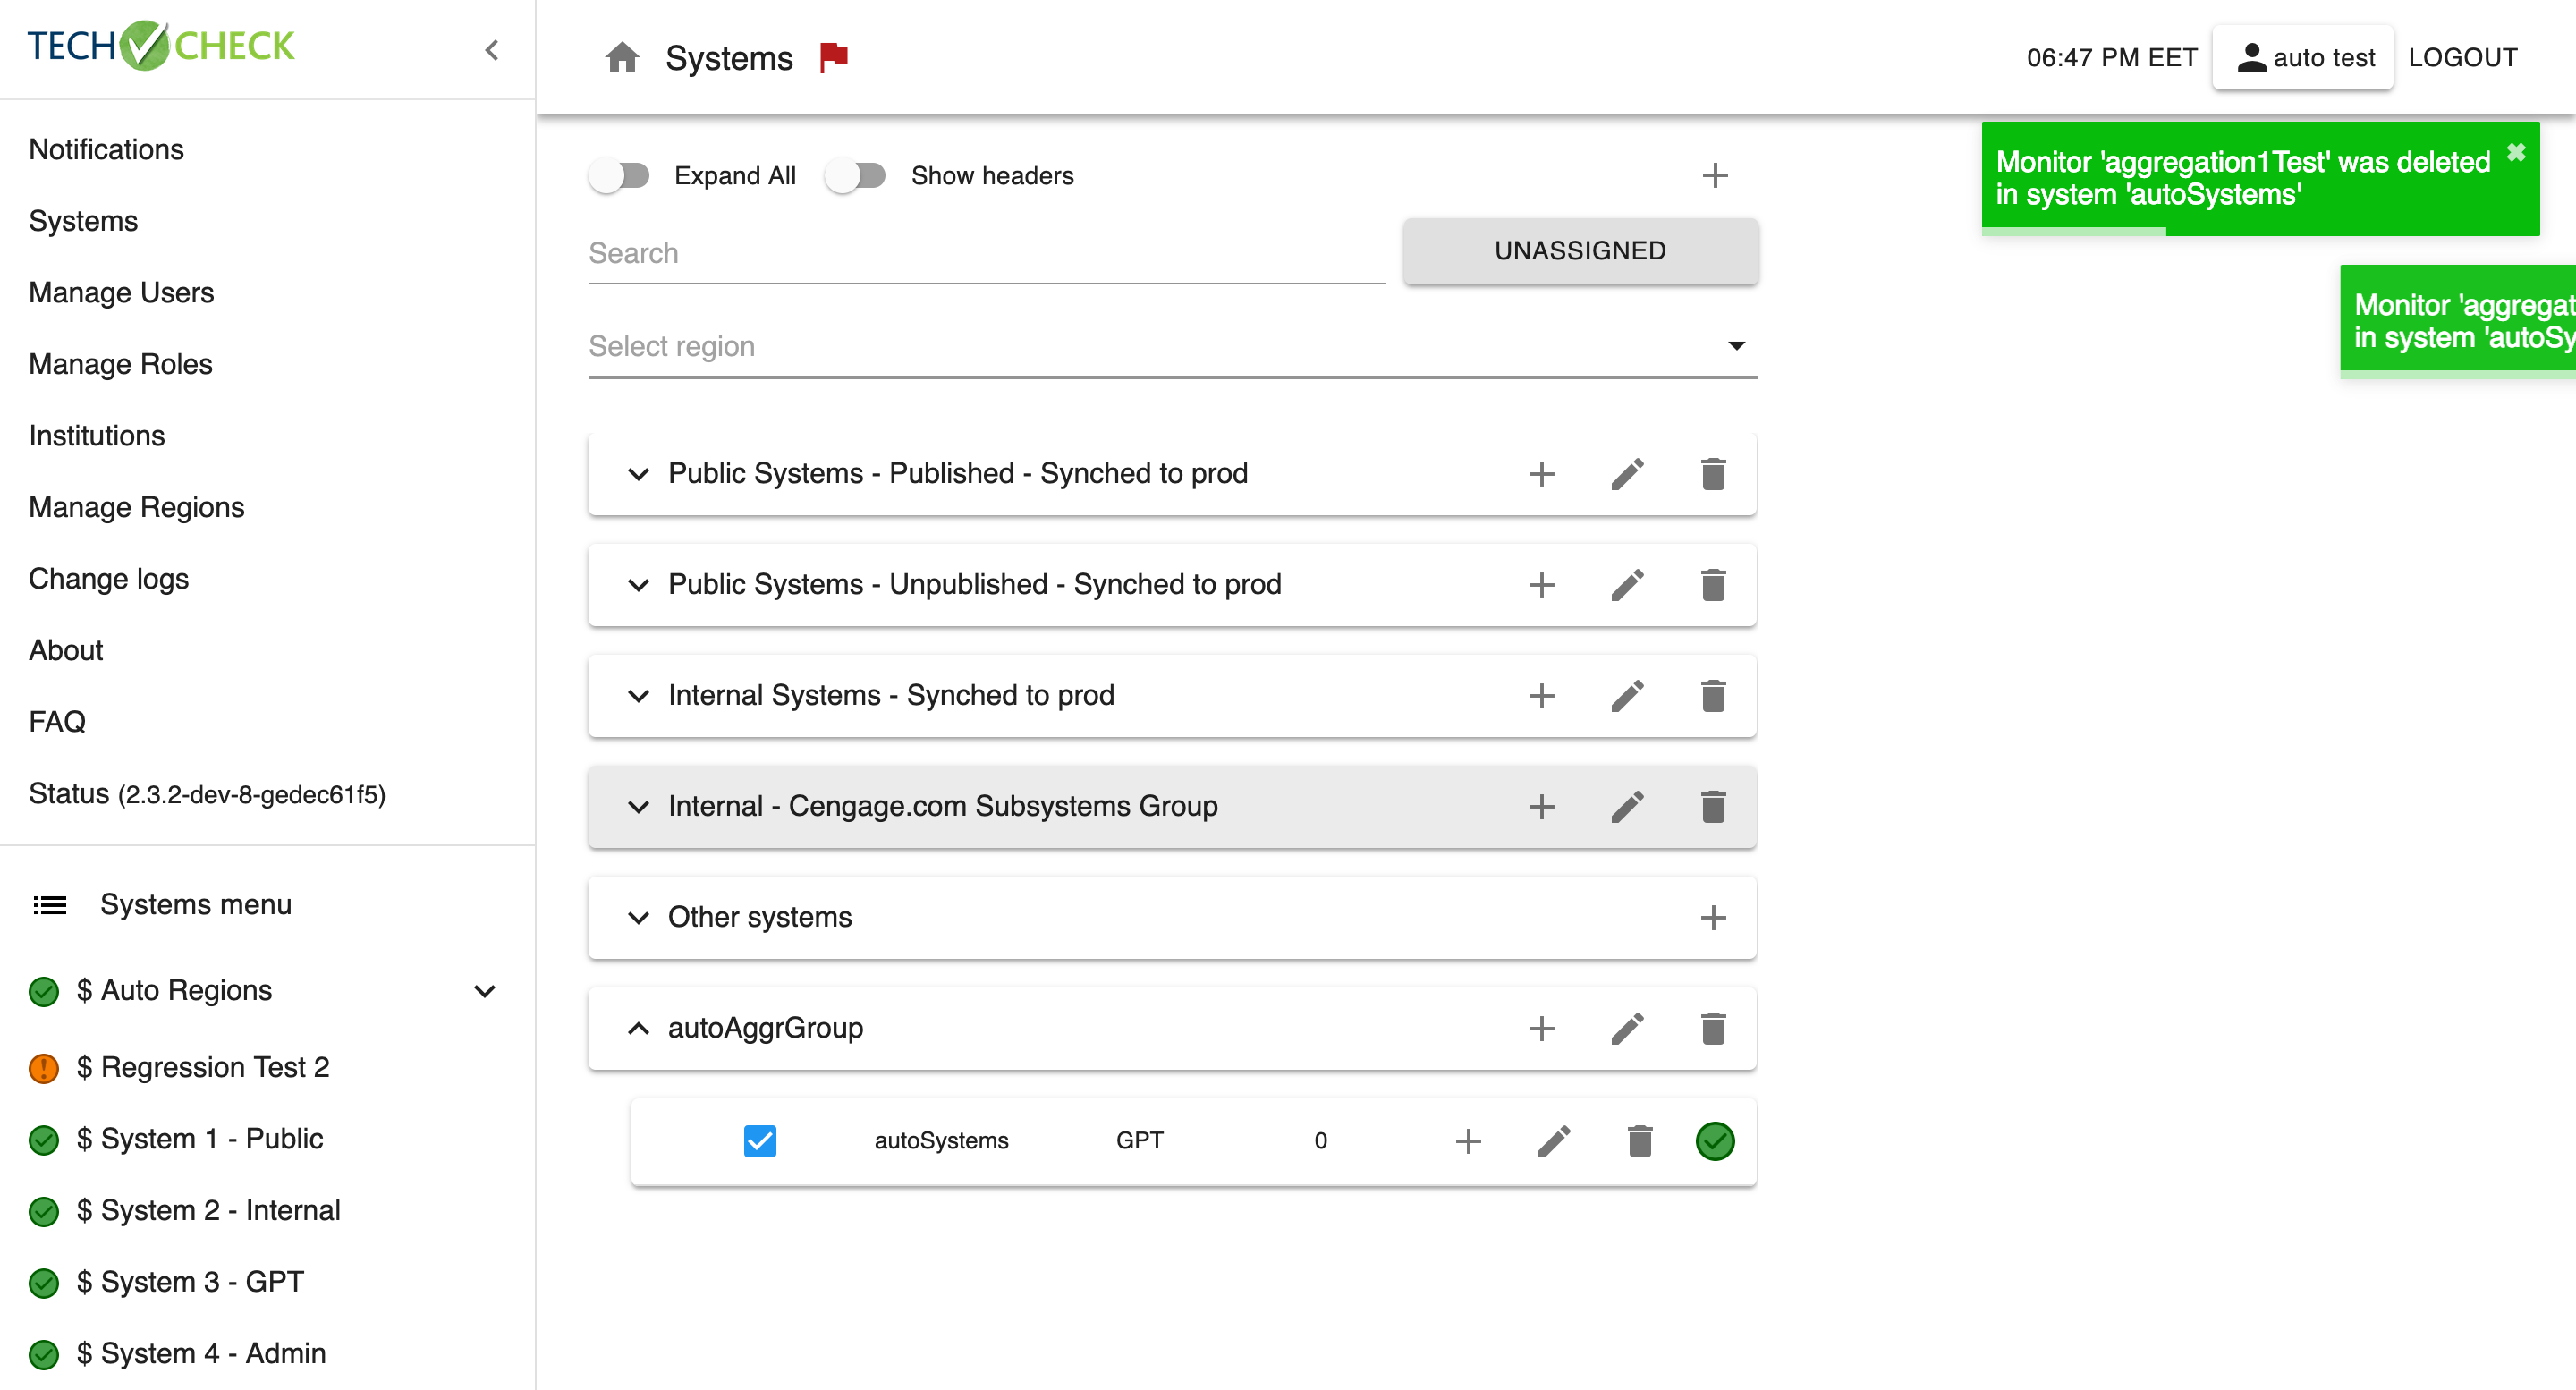 TECH CHECK
Notifications
Systems
Manage Users
Manage Roles
Institutions
Manage Regions
Change logs
About
FAQ
Status (2.3.2-dev-8-gedec61f5)
Systems menu
$ Auto Regions
$ Regression Test 2
$ System 1 - Public
$ System 2 - Internal
$ System 3 - GPT
$ System 4 - Admin
Systems
06:47 PM EET
auto test
LOGOUT
Expand All
Show headers
Search
UNASSIGNED
Select region
Public Systems - Published - Synched to prod
Public Systems - Unpublished - Synched to prod
Internal Systems - Synched to prod
Internal - Cengage.com Subsystems Group
Other systems
autoAggrGroup
autoSystems GPT 0
Monitor 'aggregation1Test' was deleted
in system 'autoSystems'
Monitor 'aggregat
in system 'autoSy